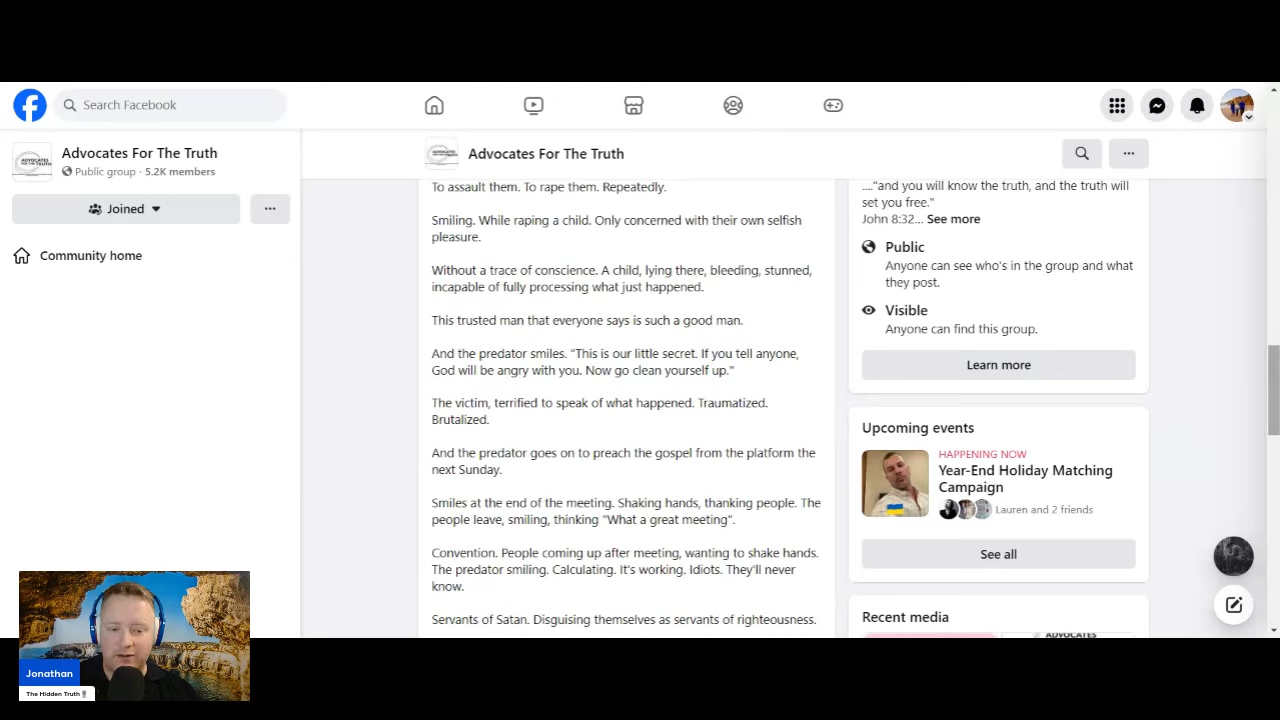 Search Facebook
Advocates For The Truth
Public group · 5.2K members
Joined
Community home
Advocates For The Truth
To assault them. To rape them. Repeatedly.
Smiling. While raping a child. Only concerned with their own selfish
pleasure.
Without a trace of conscience. A child, lying there, bleeding, stunned,
incapable of fully processing what just happened.
This trusted man that everyone says is such a good man.
And the predator smiles. "This is our little secret. If you tell anyone,
God will be angry with you. Now go clean yourself up."
The victim, terrified to speak of what happened. Traumatized.
Brutalized.
And the predator goes on to preach the gospel from the platform the
next Sunday.
Smiles at the end of the meeting. Shaking hands, thanking people. The
people leave, smiling, thinking "What a great meeting".
Convention. People coming up after meeting, wanting to shake hands.
The predator smiling. Calculating. It's working. Idiots. They'll never
know.
Servants of Satan. Disguising themselves as servants of righteousness.
...."and you will know the truth, and the truth will
set you free."
John 8:32... See more
Public
Anyone can see who's in the group and what
they post.
Visible
Anyone can find this group.
Learn more
Upcoming events
HAPPENING NOW
Year-End Holiday Matching
Campaign
Lauren and 2 friends
See all
Recent media
Jonathan
The Hidden Truth